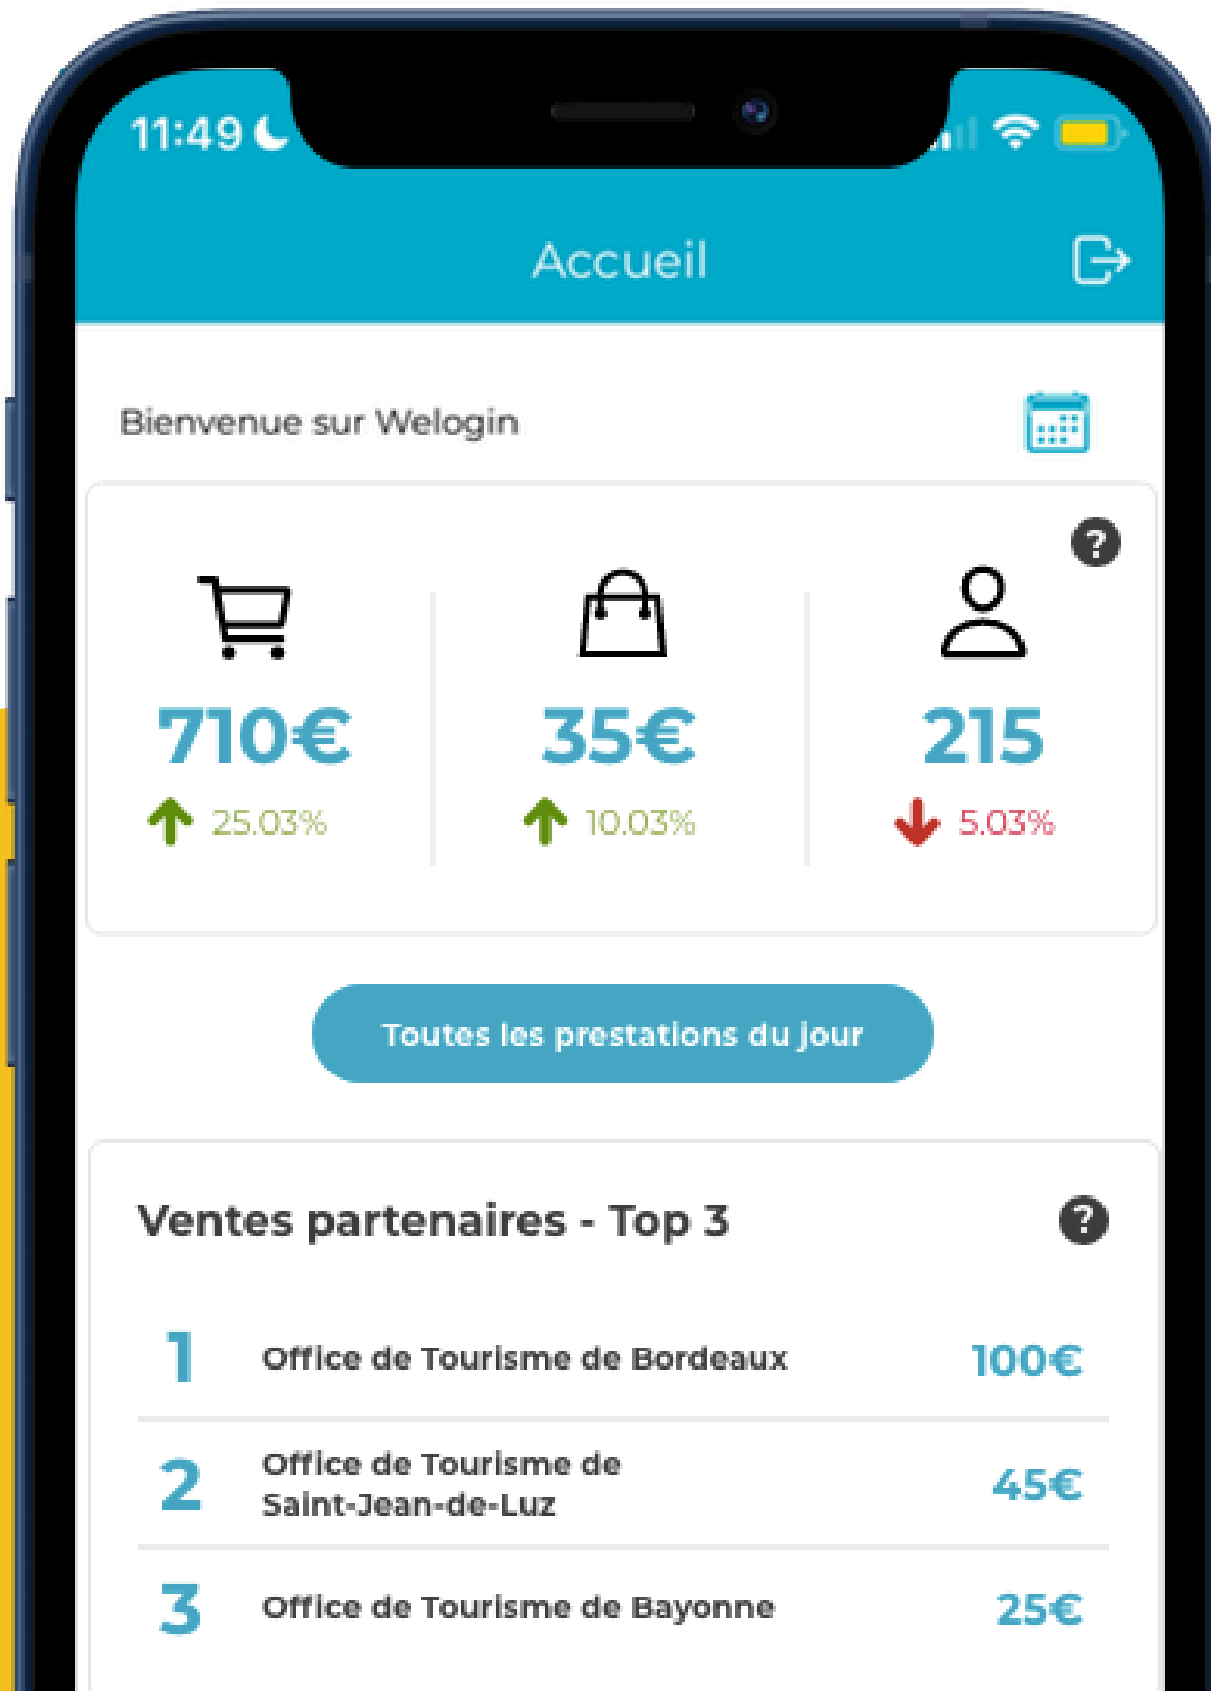 11:49
Accueil
Bienvenue sur Welogin
?
710€
35€
215
25.03%
10.03%
5.03%
Toutes les prestations du jour
Ventes partenaires - Top 3
?
1 Office de Tourisme de Bordeaux 100€
2 Office de Tourisme de
Saint-Jean-de-Luz
45€
3 Office de Tourisme de Bayonne 25€